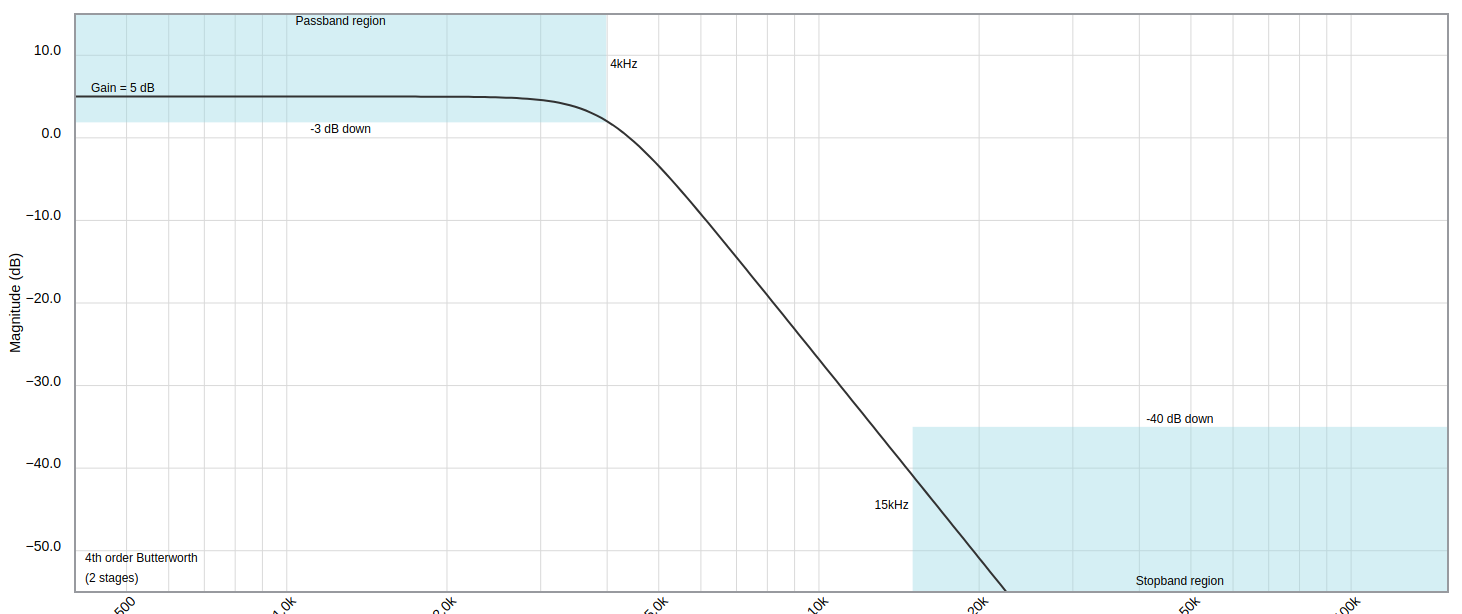 Passband region
10.0
4kHz
Gain = 5 dB
-3 dB down
0.0
−10.0
Magnitude (dB)
−20.0
−30.0
-40 dB down
−40.0
15kHz
−50.0
4th order Butterworth
(2 stages)
Stopband region
500
1.0k
2.0k
5.0k
10k
20k
50k
100k